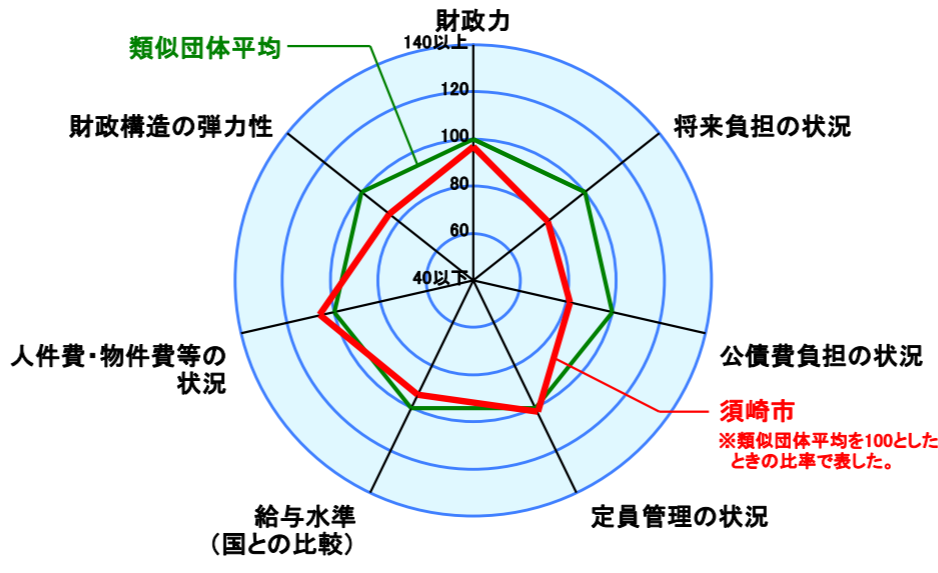 財政力
140以上
類似団体平均
120
財政構造の弾力性
将来負担の状況
100
80
60
40以下
人件費・物件費等の
状況
公債費負担の状況
須崎市
※類似団体平均を100とした
ときの比率で表した。
給与水準
(国との比較)
定員管理の状況